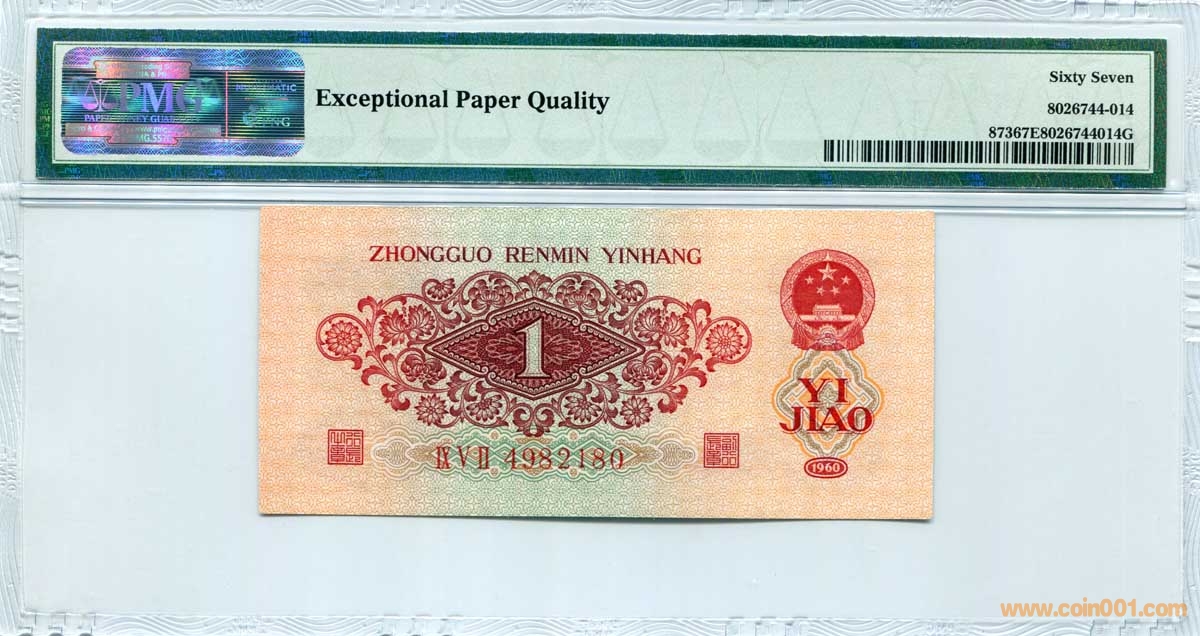 PMG
Exceptional Paper Quality
Sixty Seven
8026744-014
87367E8026744014G
ZHONGGUO RENMIN YINHANG
1
YI
JIAO
ⅨⅤⅡ 4982180
1960
www.coin001.com